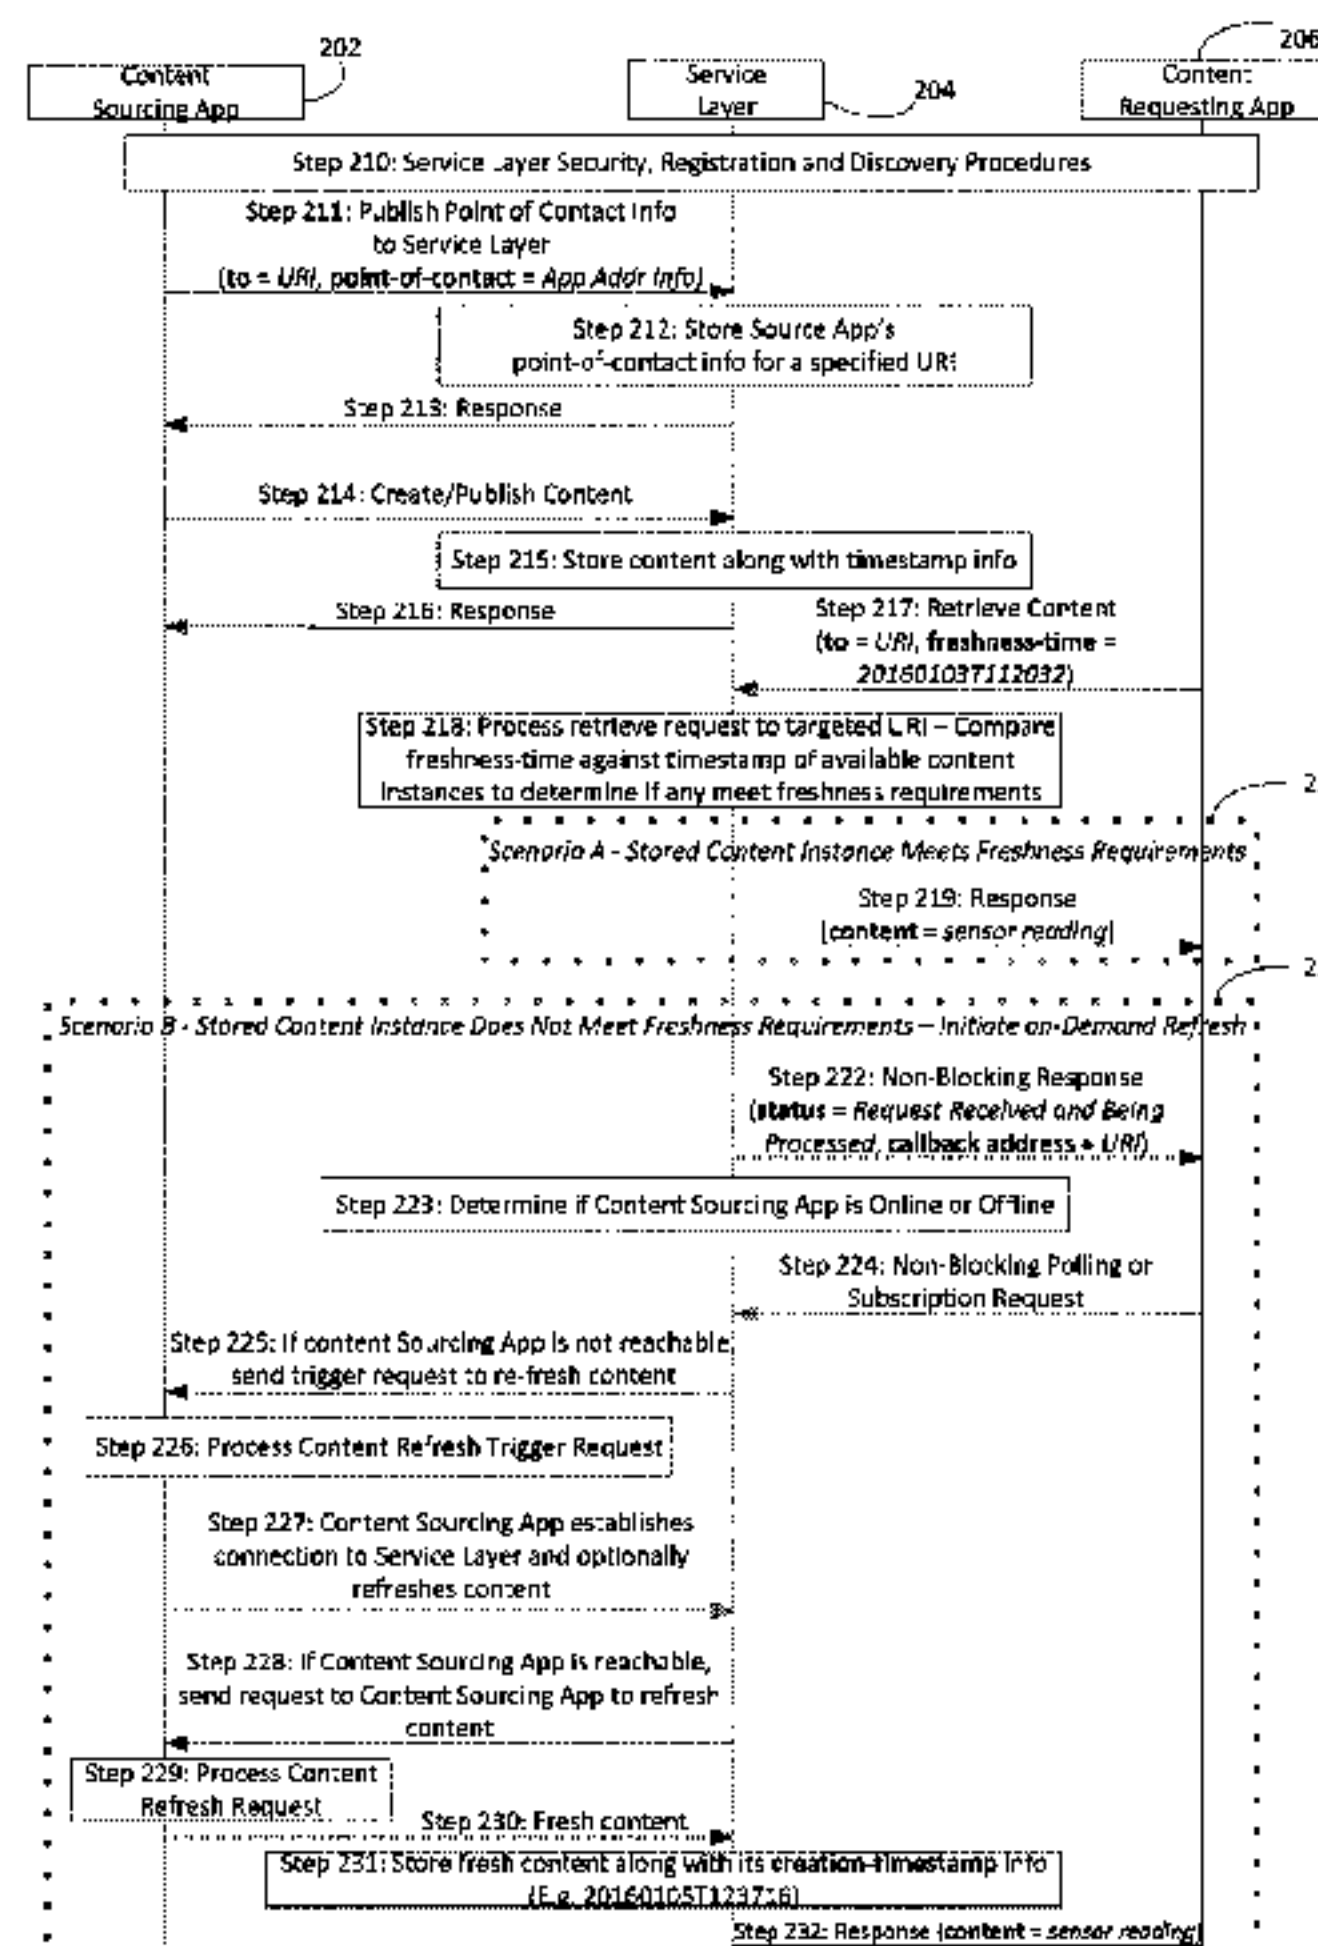 202
206
Content
Sourcing App
Service
Layer
204
Content
Requesting App
Step 210: Service Layer Security, Registration and Discovery Procedures
Step 211: Publish Point of Contact Info
to Service Layer
(to = URI, point-of-contact = App Addr Info)
Step 212: Store Source App's
point-of-contact info for a specified URI
Step 213: Response
Step 214: Create/Publish Content
Step 215: Store content along with timestamp info
Step 216: Response
Step 217: Retrieve Content
(to = URI, freshness-time =
Step 218: Process retrieve request to targeted URI – Compare
freshness-time against timestamp of available content
instances to determine if any meet freshness requirements
Scenario A - Stored Content Instance Meets Freshness Requirements
Step 219: Response
(content = sensor reading)
Scenario B - Stored Content Instance Does Not Meet Freshness Requirements – Initiate on-Demand Refresh
Step 222: Non-Blocking Response
(status = Request Received and Being
Processed, callback address = URI)
Step 223: Determine if Content Sourcing App is Online or Offline
Step 224: Non-Blocking Polling or
Subscription Request
Step 225: If content Sourcing App is not reachable,
send trigger request to re-fresh content
Step 226: Process Content Refresh Trigger Request
Step 227: Content Sourcing App establishes
connection to Service Layer and optionally
refreshes content
Step 228: If Content Sourcing App is reachable,
send request to Content Sourcing App to refresh
content
Step 229: Process Content
Refresh Request
Step 230: Fresh content
Step 231: Store fresh content along with its creation-timestamp info
(E.g. 20160105T123716)
Step 232: Response (content = sensor reading)